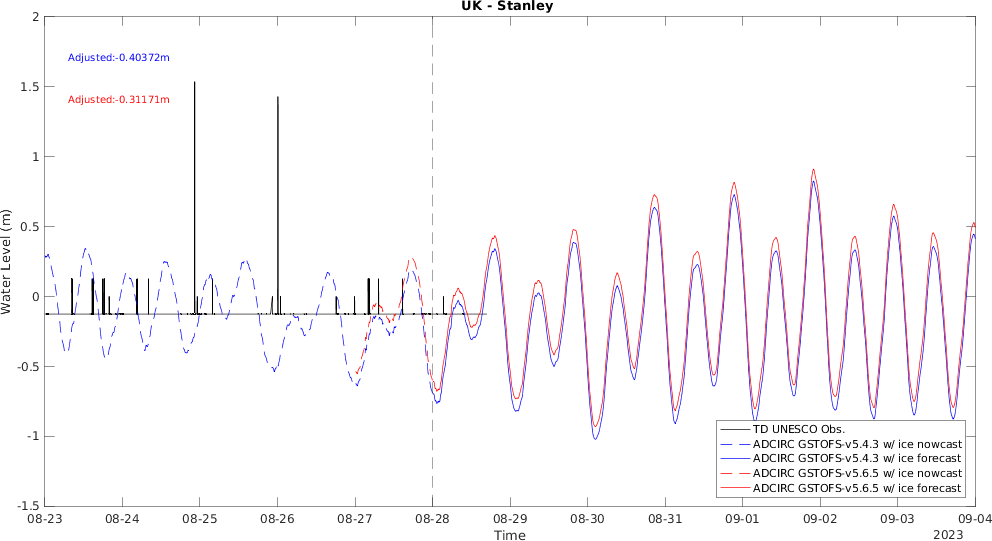 UK - Stanley
2
1.5
1
0.5
0
-0.5
-1
-1.5
Water Level (m)
Adjusted:-0.40372m
Adjusted:-0.31171m
TD UNESCO Obs.
ADCIRC GSTOFS-v5.4.3 w/ ice nowcast
ADCIRC GSTOFS-v5.4.3 w/ ice forecast
ADCIRC GSTOFS-v5.6.5 w/ ice nowcast
ADCIRC GSTOFS-v5.6.5 w/ ice forecast
08-23 08-24 08-25 08-26 08-27 08-28 08-29 08-30 08-31 09-01 09-02 09-03 09-04
Time
2023